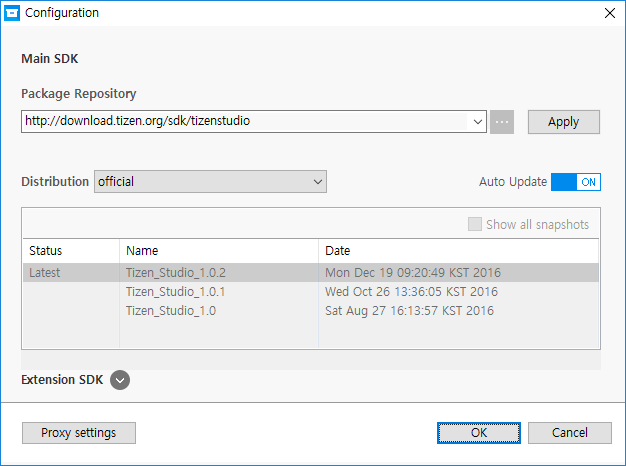 Configuration
Main SDK
Package Repository
http://download.tizen.org/sdk/tizenstudio ... Apply
Distribution official Auto Update ON
Show all snapshots
Status Name Date
Latest Tizen_Studio_1.0.2 Mon Dec 19 09:20:49 KST 2016
Tizen_Studio_1.0.1 Wed Oct 26 13:36:05 KST 2016
Tizen_Studio_1.0 Sat Aug 27 16:13:57 KST 2016
Extension SDK
Proxy settings OK Cancel